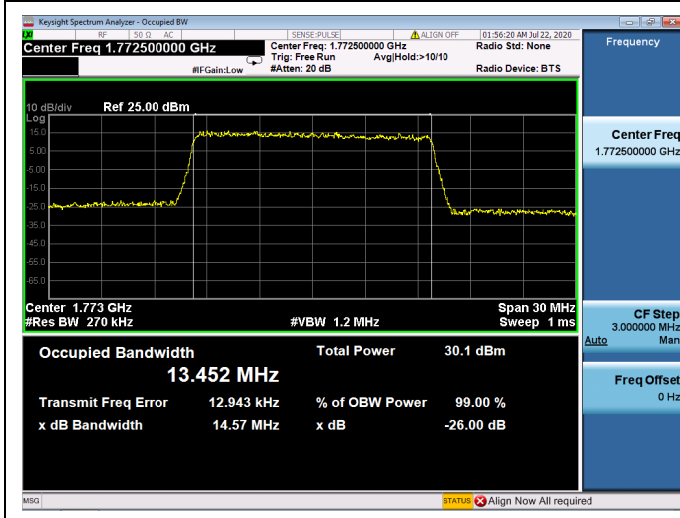 Keysight Spectrum Analyzer - Occupied BW
LXI RF 50 Ω AC SENSE:PULSE ALIGN OFF 01:56:20 AM Jul 22, 2020
Center Freq 1.772500000 GHz
Center Freq: 1.772500000 GHz
Radio Std: None
Trig: Free Run Avg|Hold:>10/10
#IFGain:Low
#Atten: 20 dB
Radio Device: BTS
Frequency
10 dB/div Ref 25.00 dBm
Log
15.0
5.00
-5.00
-15.0
-25.0
-35.0
-45.0
-55.0
-65.0
Center 1.773 GHz Span 30 MHz
#Res BW 270 kHz #VBW 1.2 MHz Sweep 1 ms
Center Freq
1.772500000 GHz
CF Step
3.000000 MHz
Auto Man
Freq Offset
0 Hz
Occupied Bandwidth
13.452 MHz
Total Power 30.1 dBm
Transmit Freq Error 12.943 kHz % of OBW Power 99.00 %
x dB Bandwidth 14.57 MHz x dB -26.00 dB
MSG STATUS Align Now All required